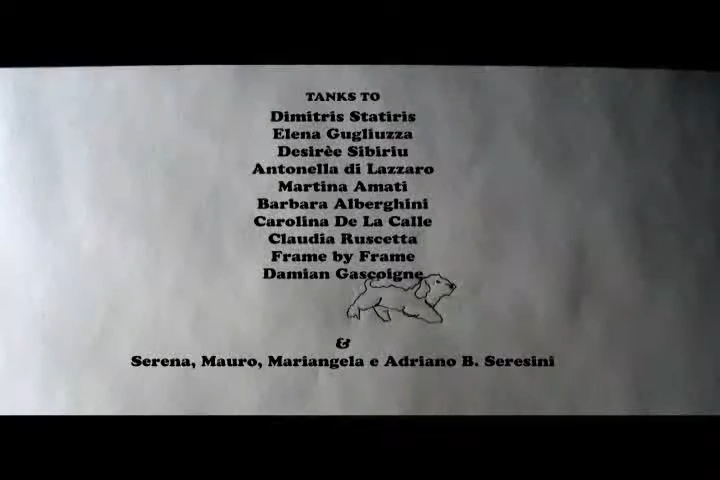 TANKS TO
Dimitris Statiris
Elena Gugliuzza
Desirèe Sibiriu
Antonella di Lazzaro
Martina Amati
Barbara Alberghini
Carolina De La Calle
Claudia Ruscetta
Frame by Frame
Damian Gascoigne
&
Serena, Mauro, Mariangela e Adriano B. Seresini